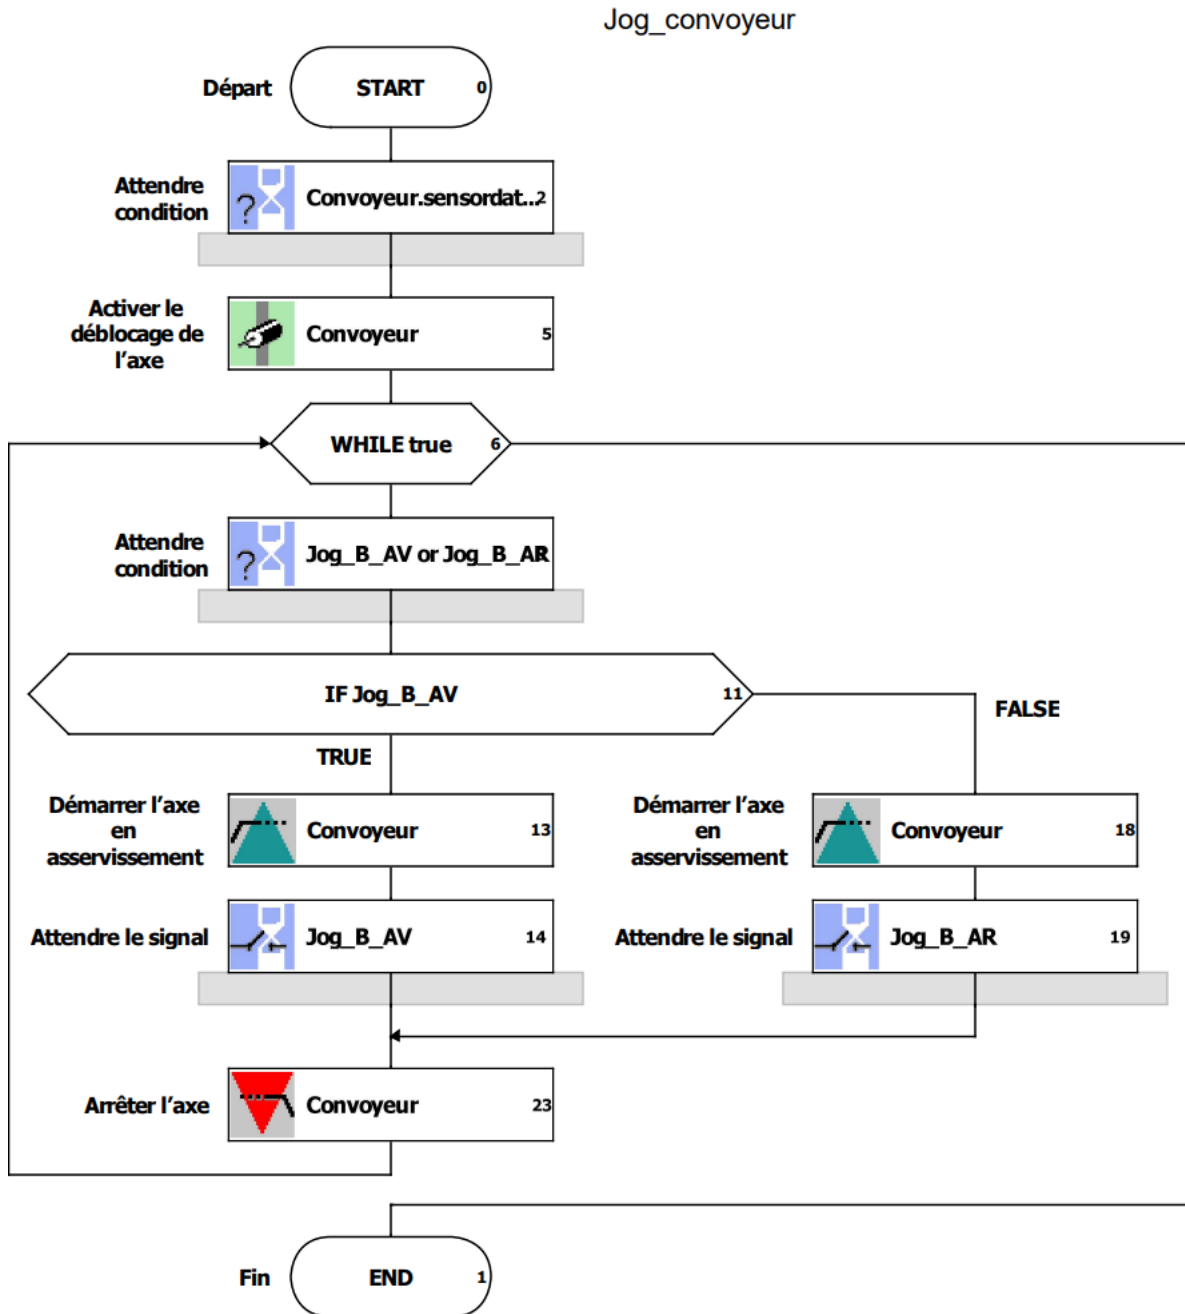 Jog_convoyeur
Départ
START
0
Attendre
condition
?
Convoyeur.sensordat...2
Activer le
déblocage de
l'axe
Convoyeur
5
WHILE true
6
Attendre
condition
?
Jog_B_AV or Jog_B_AR
IF Jog_B_AV
11
FALSE
TRUE
Démarrer l'axe
en
asservissement
Convoyeur
13
Démarrer l'axe
en
asservissement
Convoyeur
18
Attendre le signal
Jog_B_AV
14
Attendre le signal
Jog_B_AR
19
Arrêter l'axe
Convoyeur
23
Fin
END
1